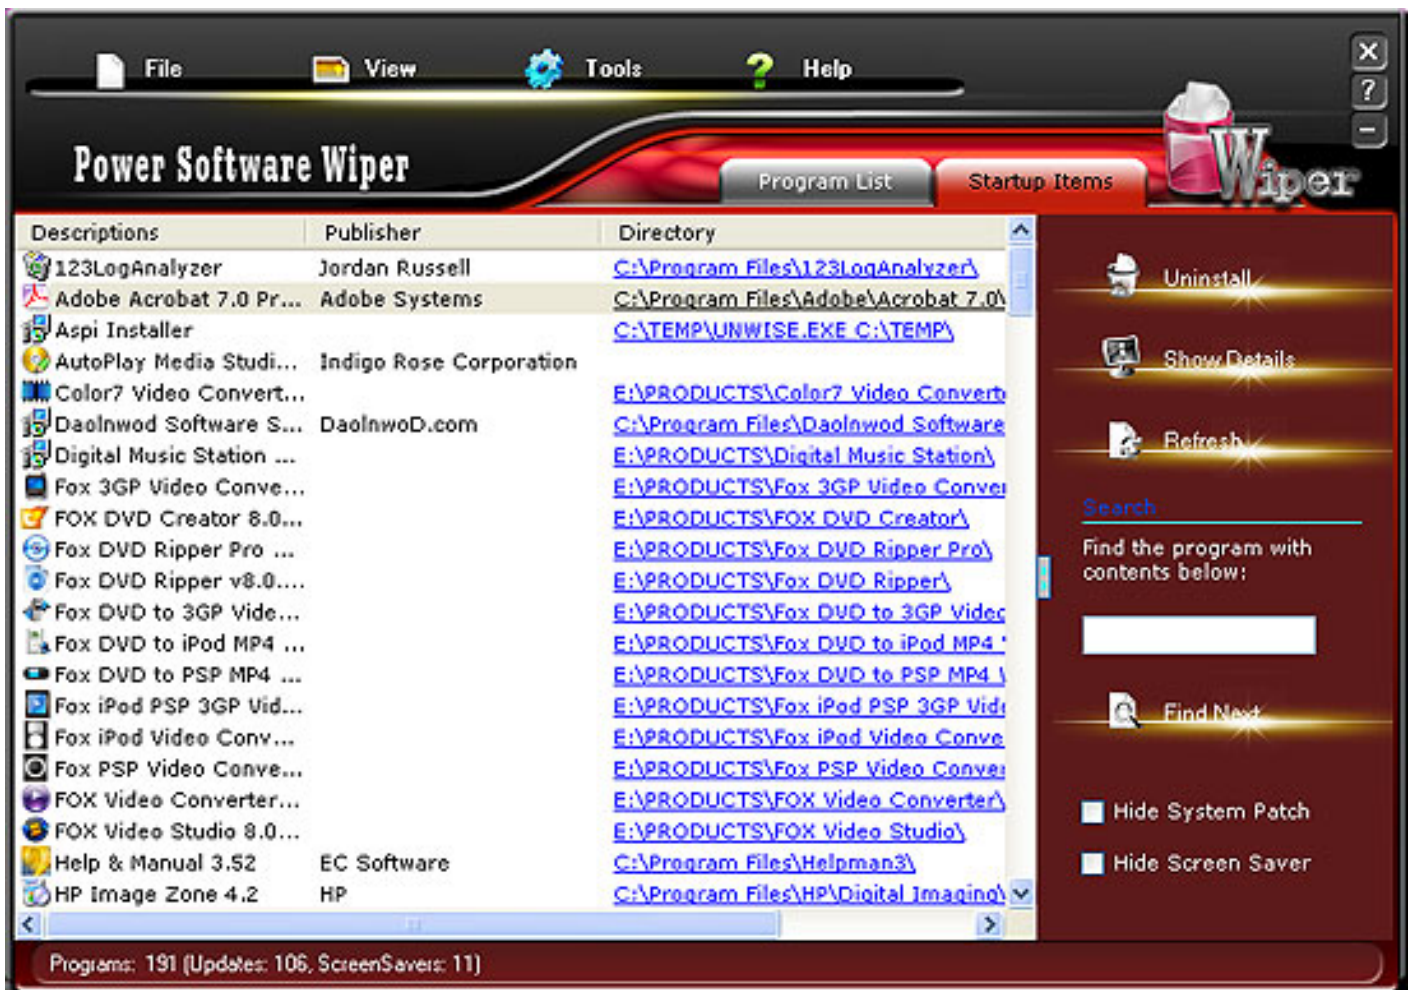 File View Tools Help
Power Software Wiper
Program List Startup Items
Wiper
Descriptions Publisher Directory
123LogAnalyzer Jordan Russell C:\Program Files\123LogAnalyzer\
Adobe Acrobat 7.0 Pr... Adobe Systems C:\Program Files\Adobe\Acrobat 7.0\
Aspi Installer C:\TEMP\UNWISE.EXE C:\TEMP\
AutoPlay Media Studi... Indigo Rose Corporation
Color7 Video Convert... E:\PRODUCTS\Color7 Video Convert
Daolnwod Software S... DaolnwoD.com C:\Program Files\Daolnwod Software
Digital Music Station ... E:\PRODUCTS\Digital Music Station\
Fox 3GP Video Conve... E:\PRODUCTS\Fox 3GP Video Conver
FOX DVD Creator 8.0... E:\PRODUCTS\FOX DVD Creator\
Fox DVD Ripper Pro ... E:\PRODUCTS\Fox DVD Ripper Pro\
Fox DVD Ripper v8.0.... E:\PRODUCTS\Fox DVD Ripper\
Fox DVD to 3GP Vide... E:\PRODUCTS\Fox DVD to 3GP Video
Fox DVD to iPod MP4 ... E:\PRODUCTS\Fox DVD to iPod MP4
Fox DVD to PSP MP4 ... E:\PRODUCTS\Fox DVD to PSP MP4
Fox iPod PSP 3GP Vid... E:\PRODUCTS\Fox iPod PSP 3GP Vid
Fox iPod Video Conv... E:\PRODUCTS\Fox iPod Video Conve
Fox PSP Video Conve... E:\PRODUCTS\Fox PSP Video Conver
FOX Video Converter... E:\PRODUCTS\FOX Video Converter\
FOX Video Studio 8.0... E:\PRODUCTS\FOX Video Studio\
Help & Manual 3.52 EC Software C:\Program Files\Helpman3\
HP Image Zone 4.2 HP C:\Program Files\HP\Digital Imaging\
Uninstall
Show Details
Refresh
Search
Find the program with
contents below:
Find Next
Hide System Patch
Hide Screen Saver
Programs: 191 (Updates: 106, ScreenSavers: 11)